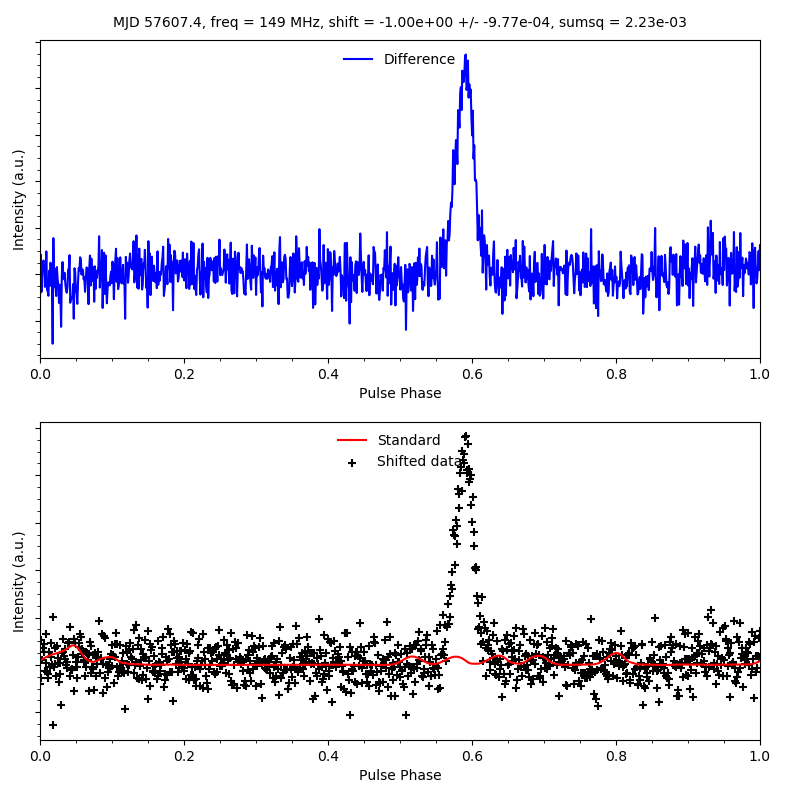 MJD 57607.4, freq = 149 MHz, shift = -1.00e+00 +/- -9.77e-04, sumsq = 2.23e-03
Difference
Intensity (a.u.)
0.0 0.2 0.4 0.6 0.8 1.0
Pulse Phase
Standard
Shifted data
Intensity (a.u.)
0.0 0.2 0.4 0.6 0.8 1.0
Pulse Phase